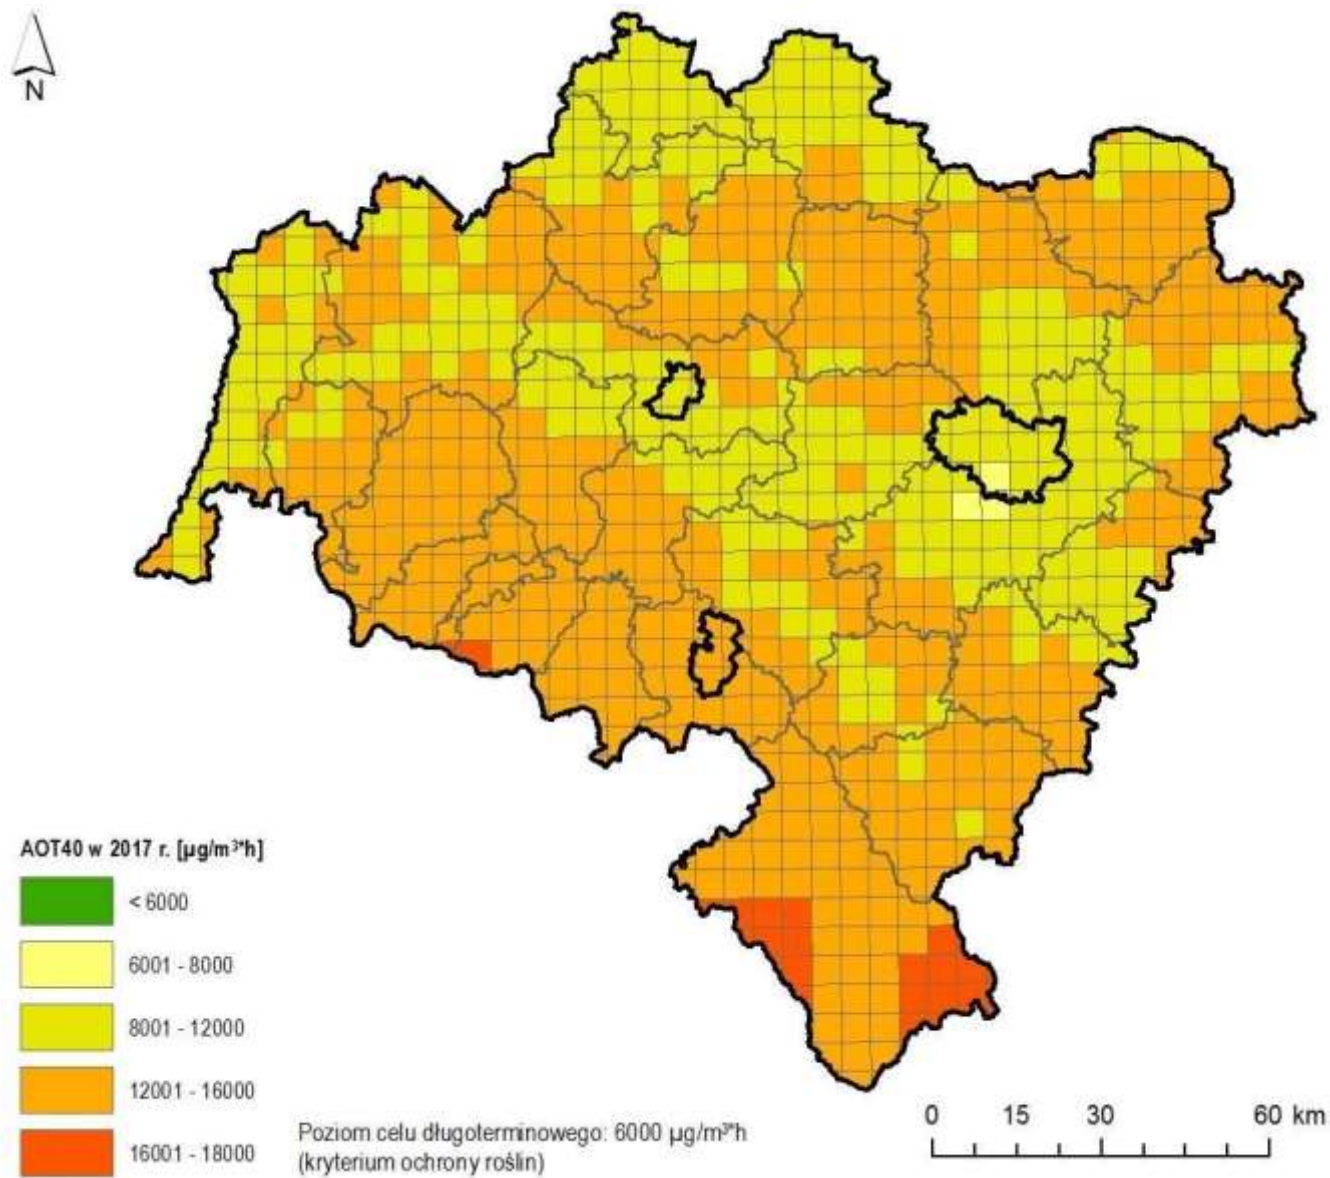 N
AOT40 w 2017 r. [µg/m³*h]
< 6000
6001 - 8000
8001 - 12000
12001 - 16000
16001 - 18000
Poziom celu długoterminowego: 6000 µg/m³*h
(kryterium ochrony roślin)
0 15 30 60 km